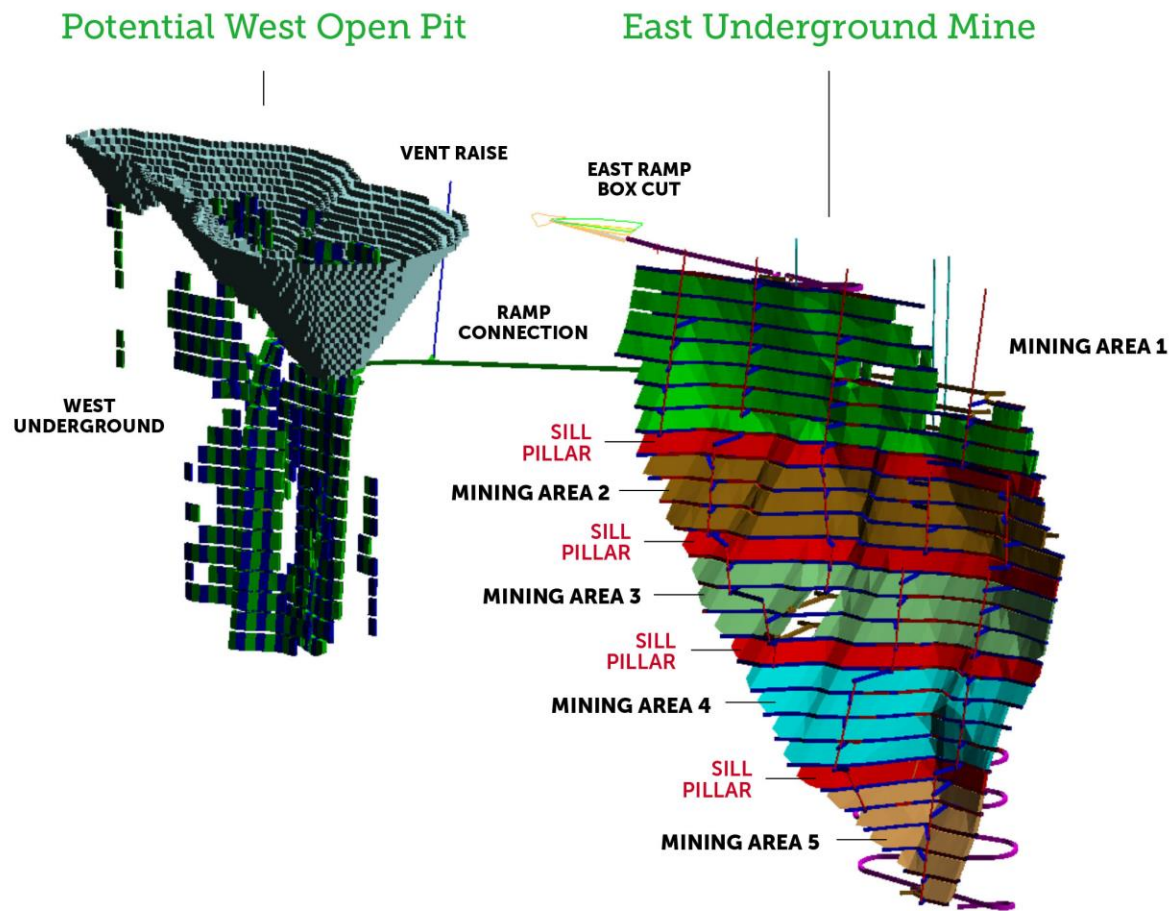 Potential West Open Pit
East Underground Mine
VENT RAISE
EAST RAMP
BOX CUT
RAMP
CONNECTION
MINING AREA 1
WEST
UNDERGROUND
SILL
PILLAR
MINING AREA 2
SILL
PILLAR
MINING AREA 3
SILL
PILLAR
MINING AREA 4
SILL
PILLAR
MINING AREA 5